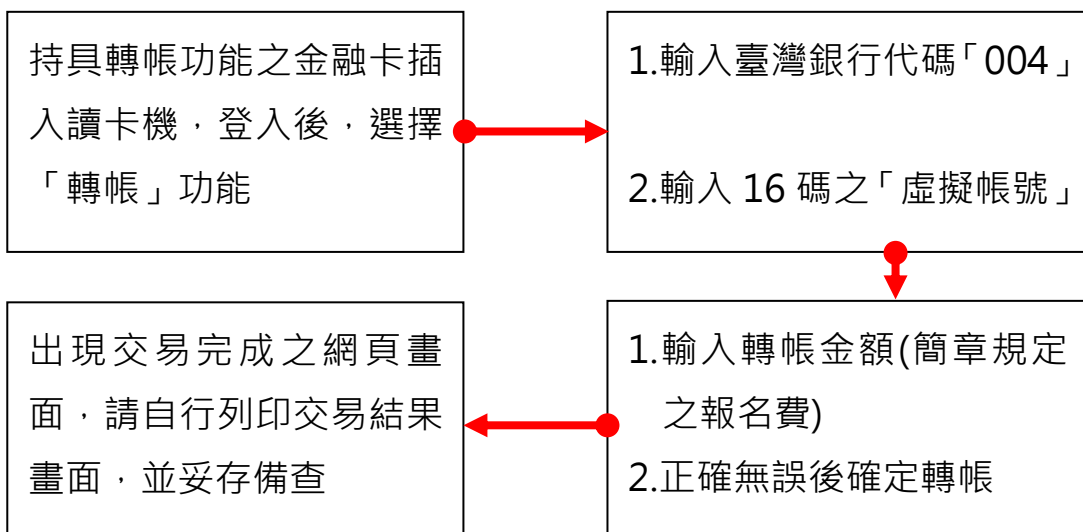 持具轉帳功能之金融卡插
入讀卡機，登入後，選擇
「轉帳」功能
1.輸入臺灣銀行代碼「004」
2.輸入 16 碼之「虛擬帳號」
1.輸入轉帳金額(簡章規定
之報名費)
2.正確無誤後確定轉帳
出現交易完成之網頁畫
面，請自行列印交易結果
畫面，並妥存備查